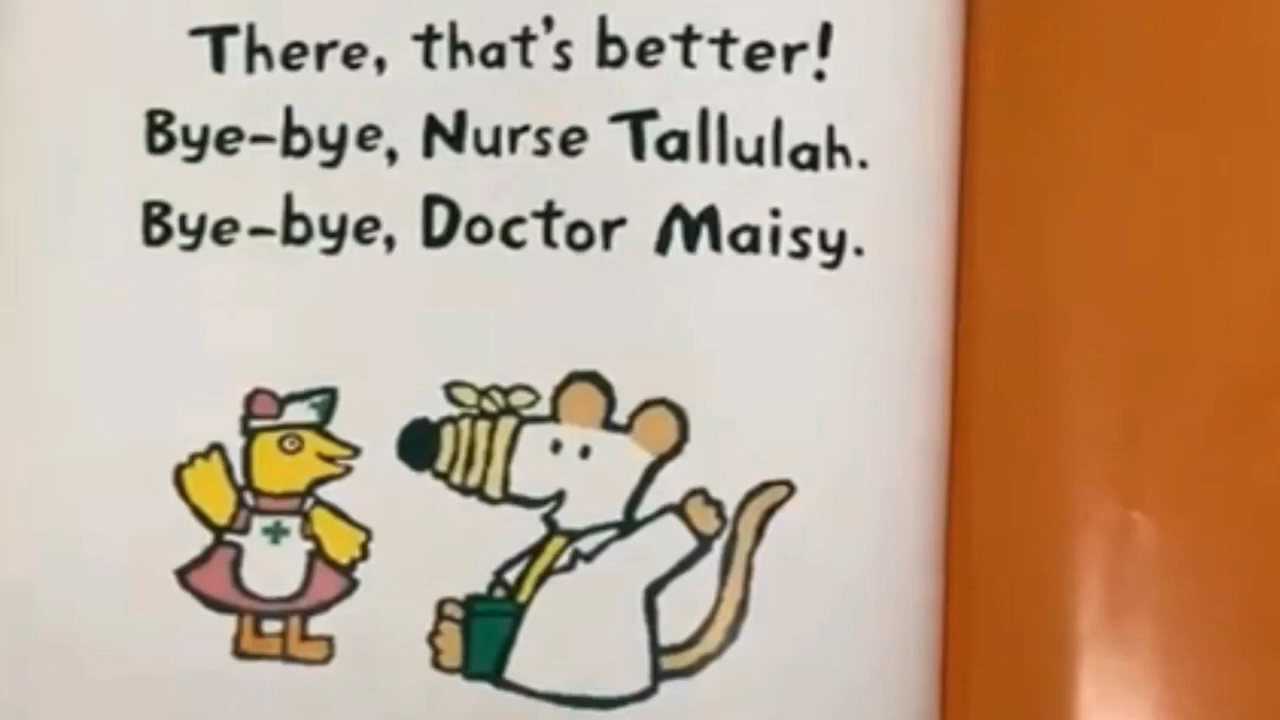 There, that's better!
Bye-bye, Nurse Tallulah.
Bye-bye, Doctor Maisy.